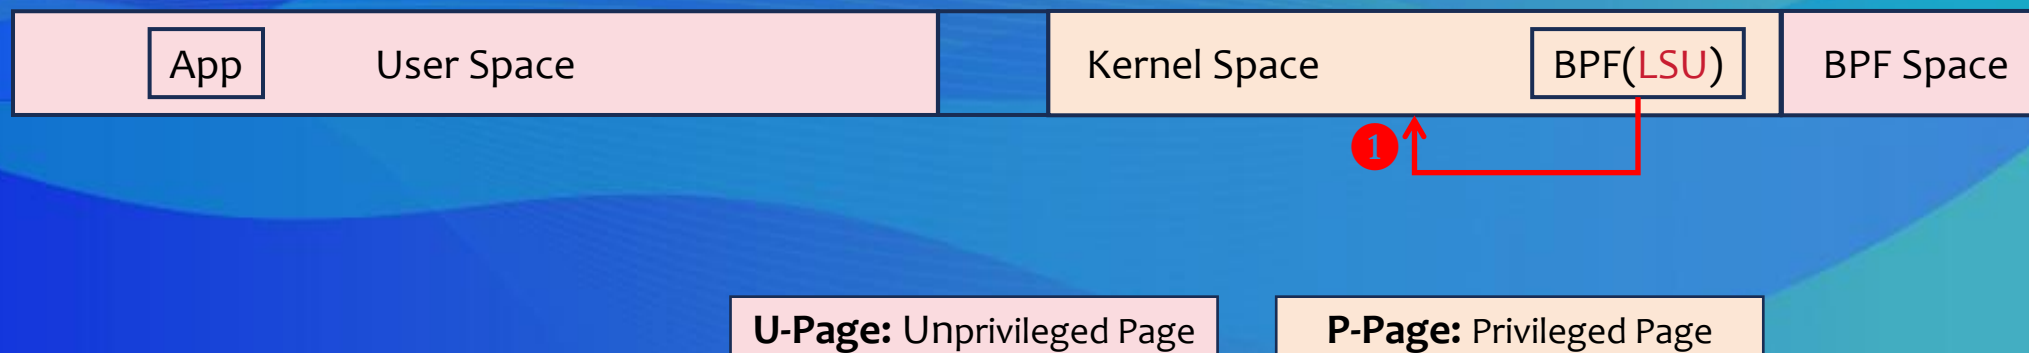 App User Space Kernel Space BPF(LSU) BPF Space
1
U-Page: Unprivileged Page P-Page: Privileged Page